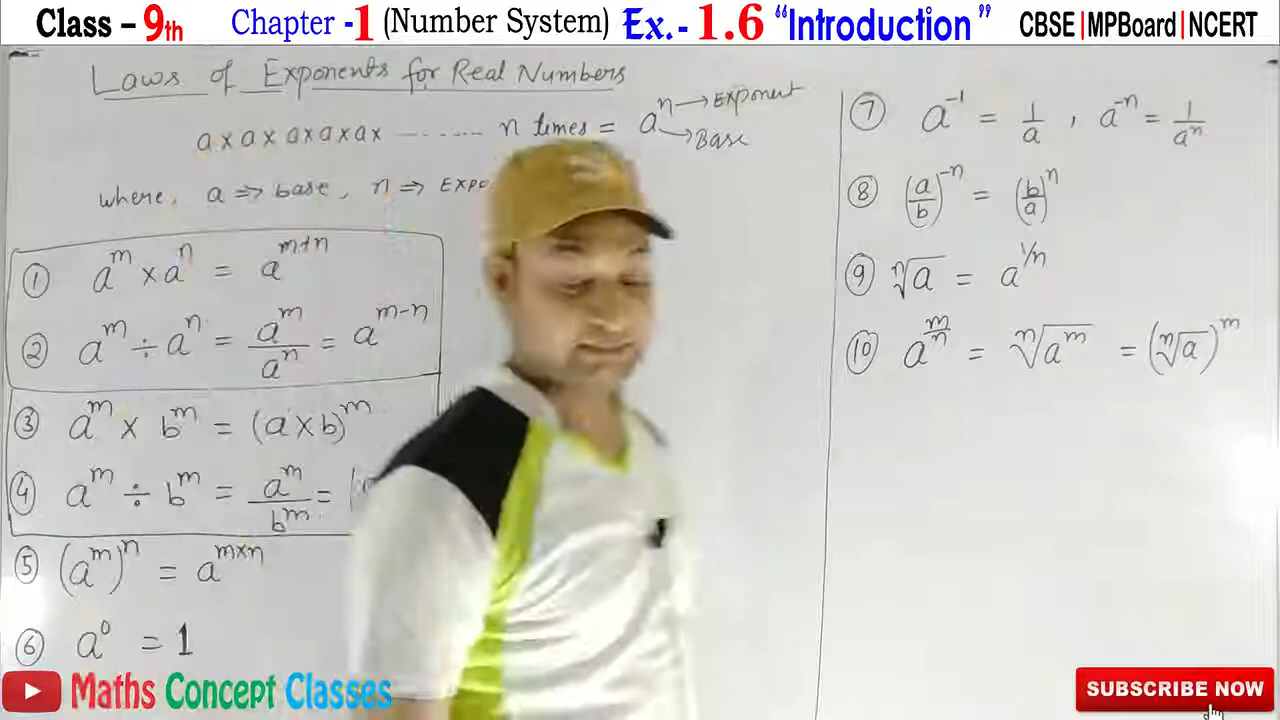 Class – 9th Chapter -1 (Number System) Ex.- 1.6 “Introduction” CBSE |MPBoard|NCERT
Laws of Exponents for Real Numbers
a × a × a × a × a × ......... n times = aⁿ → Exponent
→ Base
where, a ⇒ base, n ⇒ Expo
① aᵐ × aⁿ = aᵐ⁺ⁿ
② aᵐ ÷ aⁿ = aᵐ/aⁿ = aᵐ⁻ⁿ
③ aᵐ × bᵐ = (a × b)ᵐ
④ aᵐ ÷ bᵐ = aᵐ/bᵐ = (
⑤ (aᵐ)ⁿ = aᵐˣⁿ
⑥ a⁰ = 1
⑦ a⁻¹ = 1/a , a⁻ⁿ = 1/aⁿ
⑧ (a/b)⁻ⁿ = (b/a)ⁿ
⑨ ⁿ√a = a^(1/n)
⑩ a^(m/n) = ⁿ√aᵐ = (ⁿ√a)ᵐ
Maths Concept Classes
SUBSCRIBE NOW